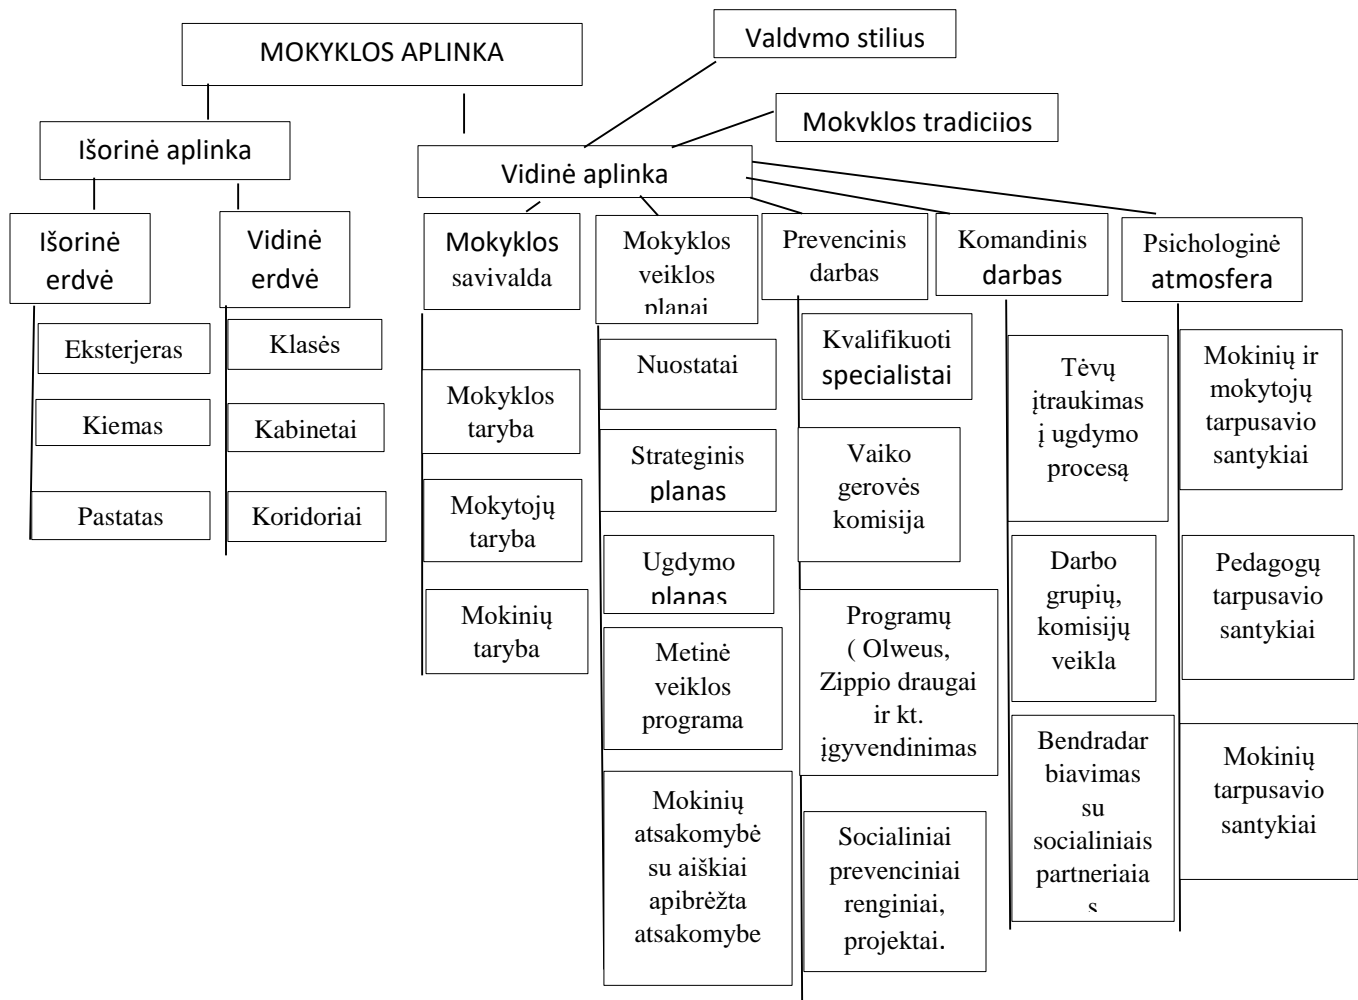 MOKYKLOS APLINKA
Valdymo stilius
Mokyklos tradicijos
Išorinė aplinka
Vidinė aplinka
Išorinė
erdvė
Vidinė
erdvė
Mokyklos
savivalda
Mokyklos
veiklos
planai
Prevencinis
darbas
Komandinis
darbas
Psichologinė
atmosfera
Eksterjeras
Kiemas
Pastatas
Klasės
Kabinetai
Koridoriai
Mokyklos
taryba
Mokytojų
taryba
Mokinių
taryba
Nuostatai
Strateginis
planas
Ugdymo
planas
Metinė
veiklos
programa
Mokinių
atsakomybė
su aiškiai
apibrėžta
atsakomybe
Kvalifikuoti
specialistai
Vaiko
gerovės
komisija
Programų
( Olweus,
Zippio draugai
ir kt.
įgyvendinimas
Socialiniai
prevenciniai
renginiai,
projektai.
Tėvų
įtraukimas
į ugdymo
procesą
Darbo
grupių,
komisijų
veikla
Bendradar
biavimas
su
socialiniais
partneriaia
s
Mokinių ir
mokytojų
tarpusavio
santykiai
Pedagogų
tarpusavio
santykiai
Mokinių
tarpusavio
santykiai